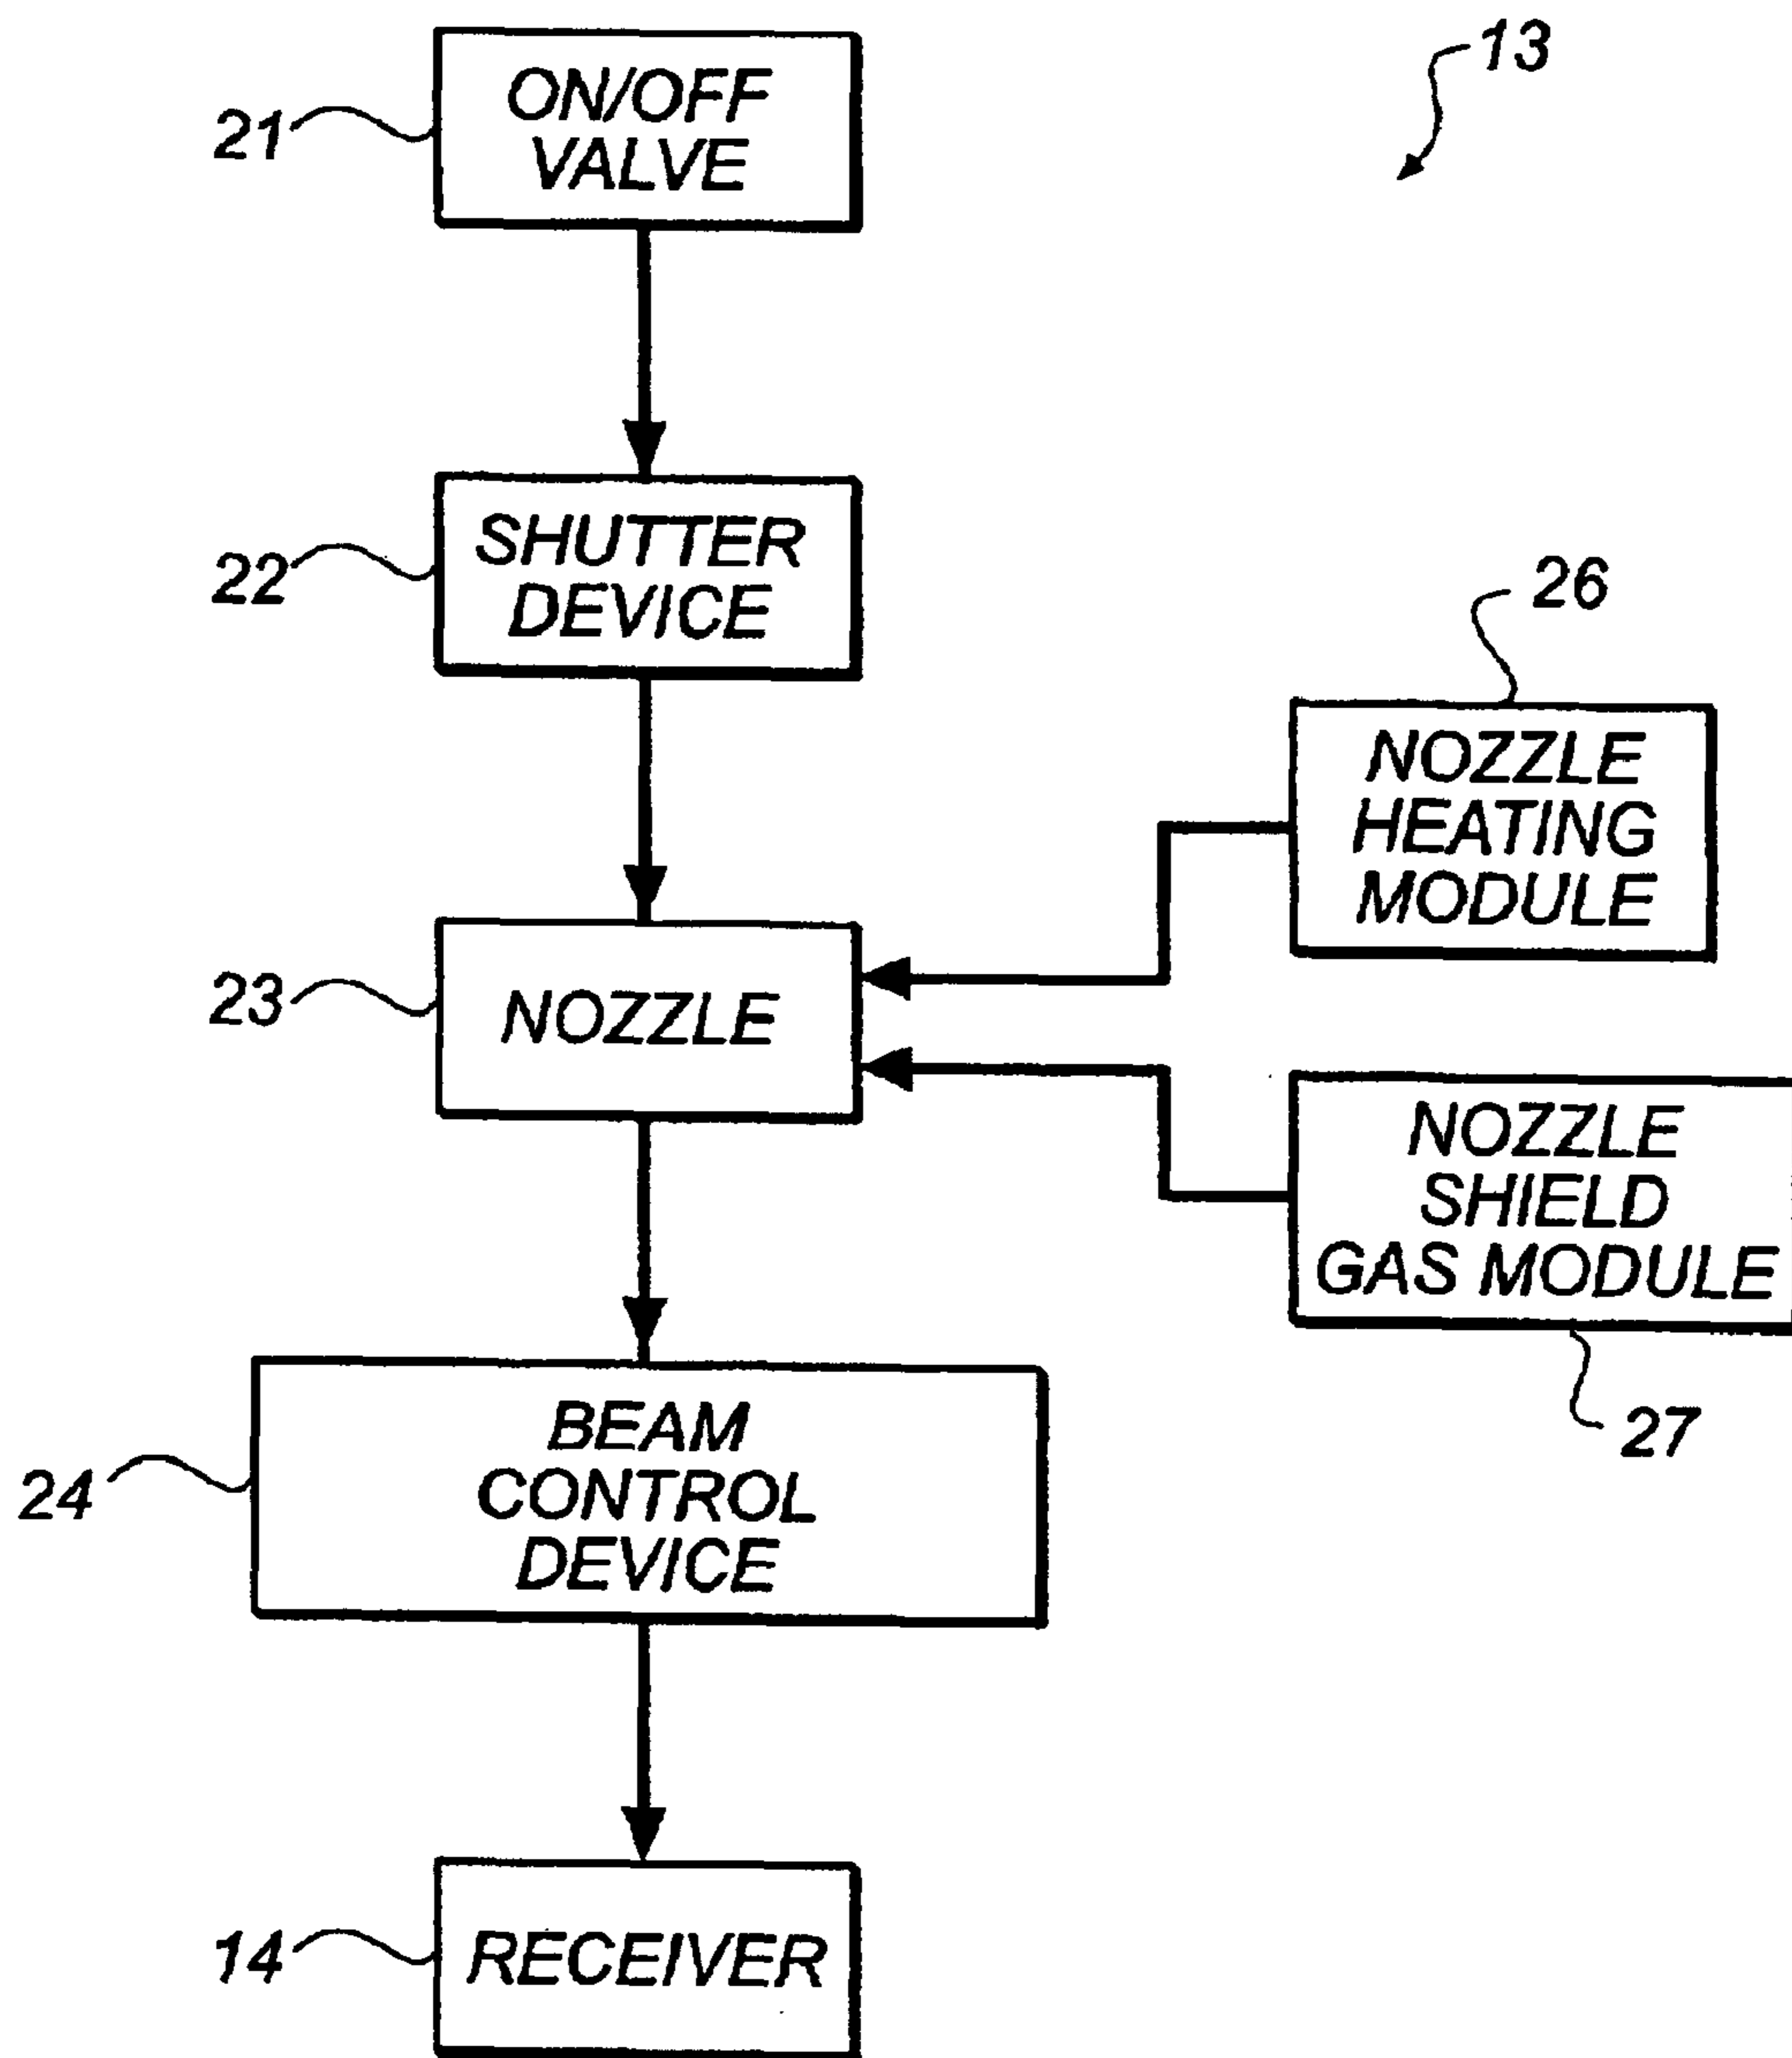 13
21
ON/OFF
VALVE
22
SHUTTER
DEVICE
26
NOZZLE
HEATING
MODULE
23
NOZZLE
NOZZLE
SHIELD
GAS MODULE
27
24
BEAM
CONTROL
DEVICE
14
RECEIVER